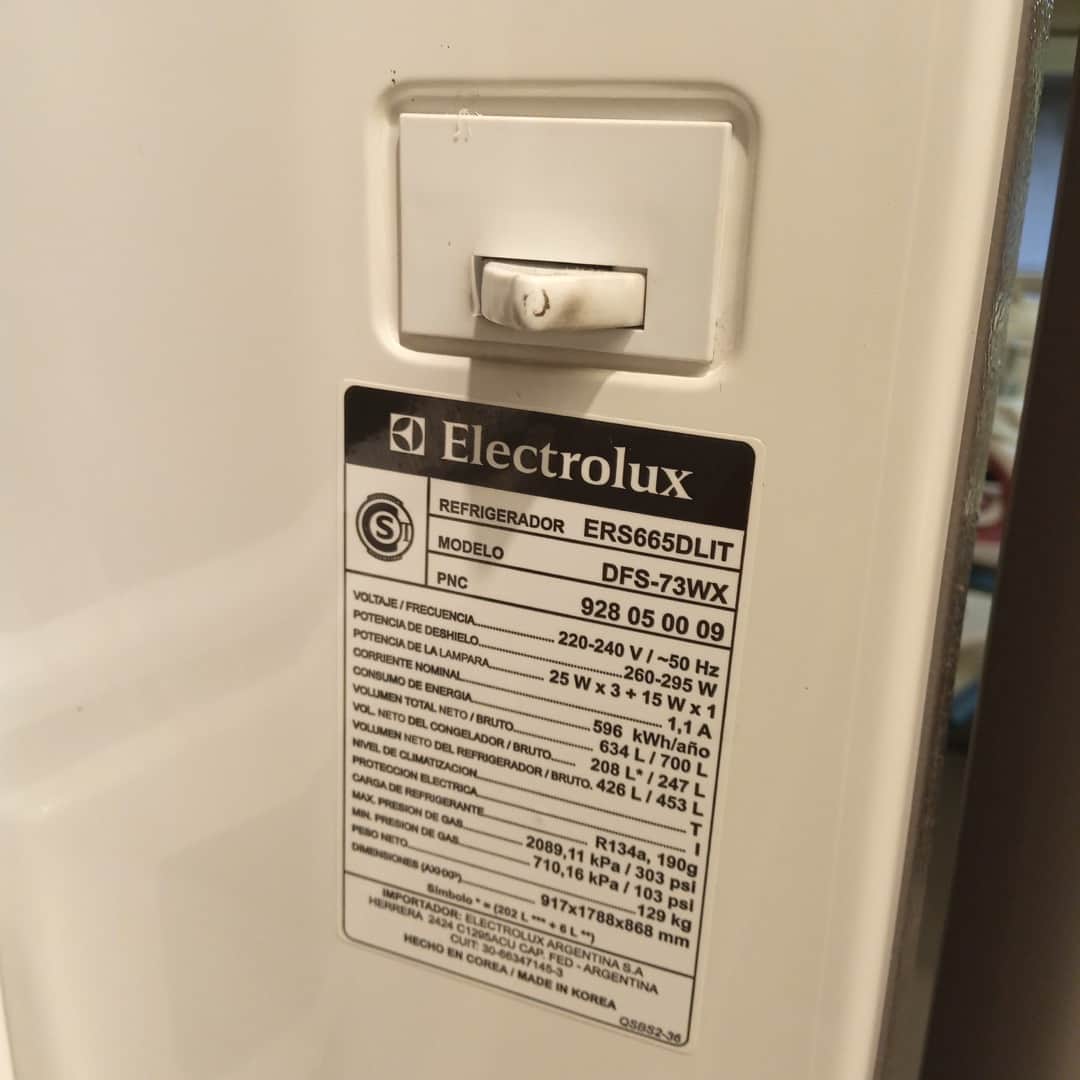 Electrolux
REFRIGERADOR ERS665DLIT
MODELO DFS-73WX
PNC 928 05 00 09
VOLTAJE / FRECUENCIA 220-240 V / ~50 Hz
POTENCIA DE DESHIELO 260-295 W
POTENCIA DE LA LAMPARA 25 W x 3 + 15 W x 1
CORRIENTE NOMINAL 1,1 A
CONSUMO DE ENERGIA 596 kWh/año
VOLUMEN TOTAL NETO / BRUTO 634 L / 700 L
VOL. NETO DEL CONGELADOR / BRUTO 208 L* / 247 L
VOLUMEN NETO DEL REFRIGERADOR / BRUTO. 426 L / 453 L
NIVEL DE CLIMATIZACION T
PROTECCION ELECTRICA I
CARGA DE REFRIGERANTE R134a, 190g
MAX. PRESION DE GAS 2089,11 kPa / 303 psi
MIN. PRESION DE GAS 710,16 kPa / 103 psi
PESO NETO 129 kg
DIMENSIONES (AXHXP) 917x1788x868 mm
Simbolo * = (202 L *** + 6 L **)
IMPORTADOR: ELECTROLUX ARGENTINA S.A
HERRERA 2424 C1295ACU CAP. FED - ARGENTINA
CUIT: 30-66347145-3
HECHO EN COREA / MADE IN KOREA
QSBS2-36